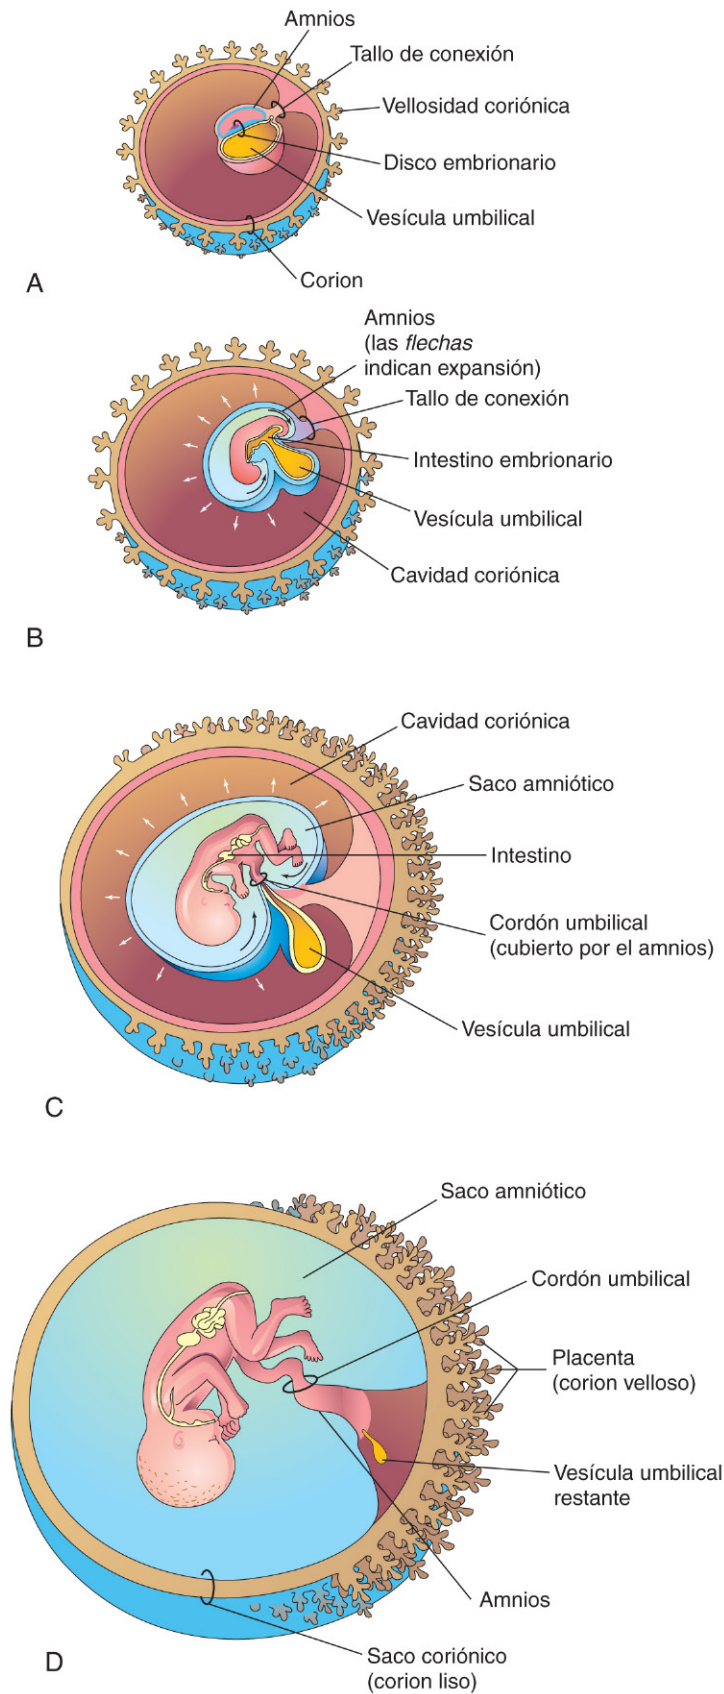 Amnios
Tallo de conexión
Vellosidad coriónica
Disco embrionario
Vesícula umbilical
Corion
A
Amnios
(las flechas
indican expansión)
Tallo de conexión
Intestino embrionario
Vesícula umbilical
Cavidad coriónica
B
Cavidad coriónica
Saco amniótico
Intestino
Cordón umbilical
(cubierto por el amnios)
Vesícula umbilical
C
Saco amniótico
Cordón umbilical
Placenta
(corion velloso)
Vesícula umbilical
restante
Amnios
Saco coriónico
(corion liso)
D